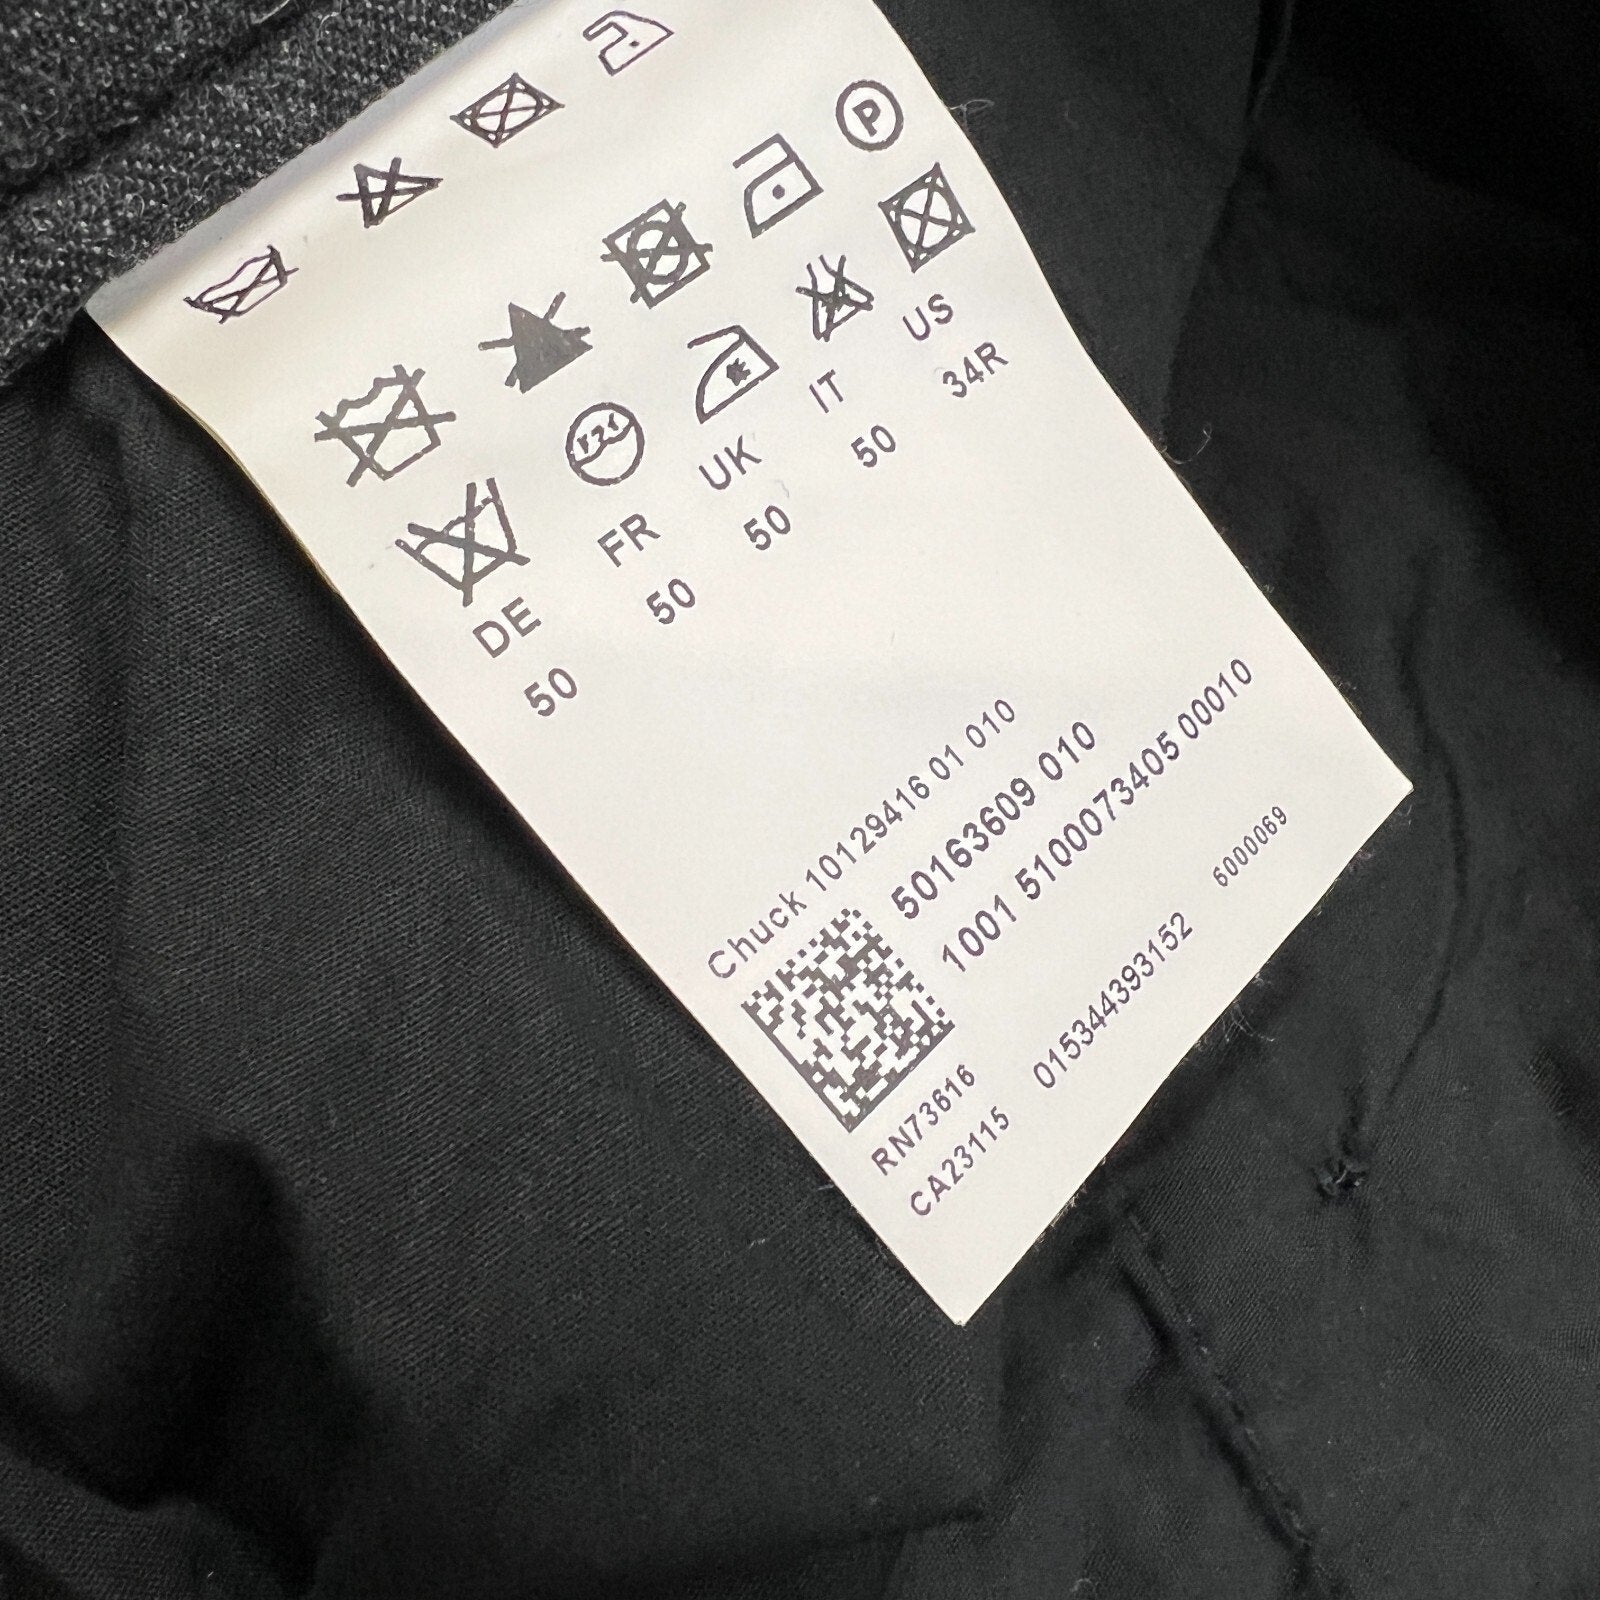 P
DE FR UK IT US
50 50 50 50 34R
Chuck 10129416 01 010
50163609 010
1001 5100073405 00010
RN73616
CA23115
015344393152
6000069